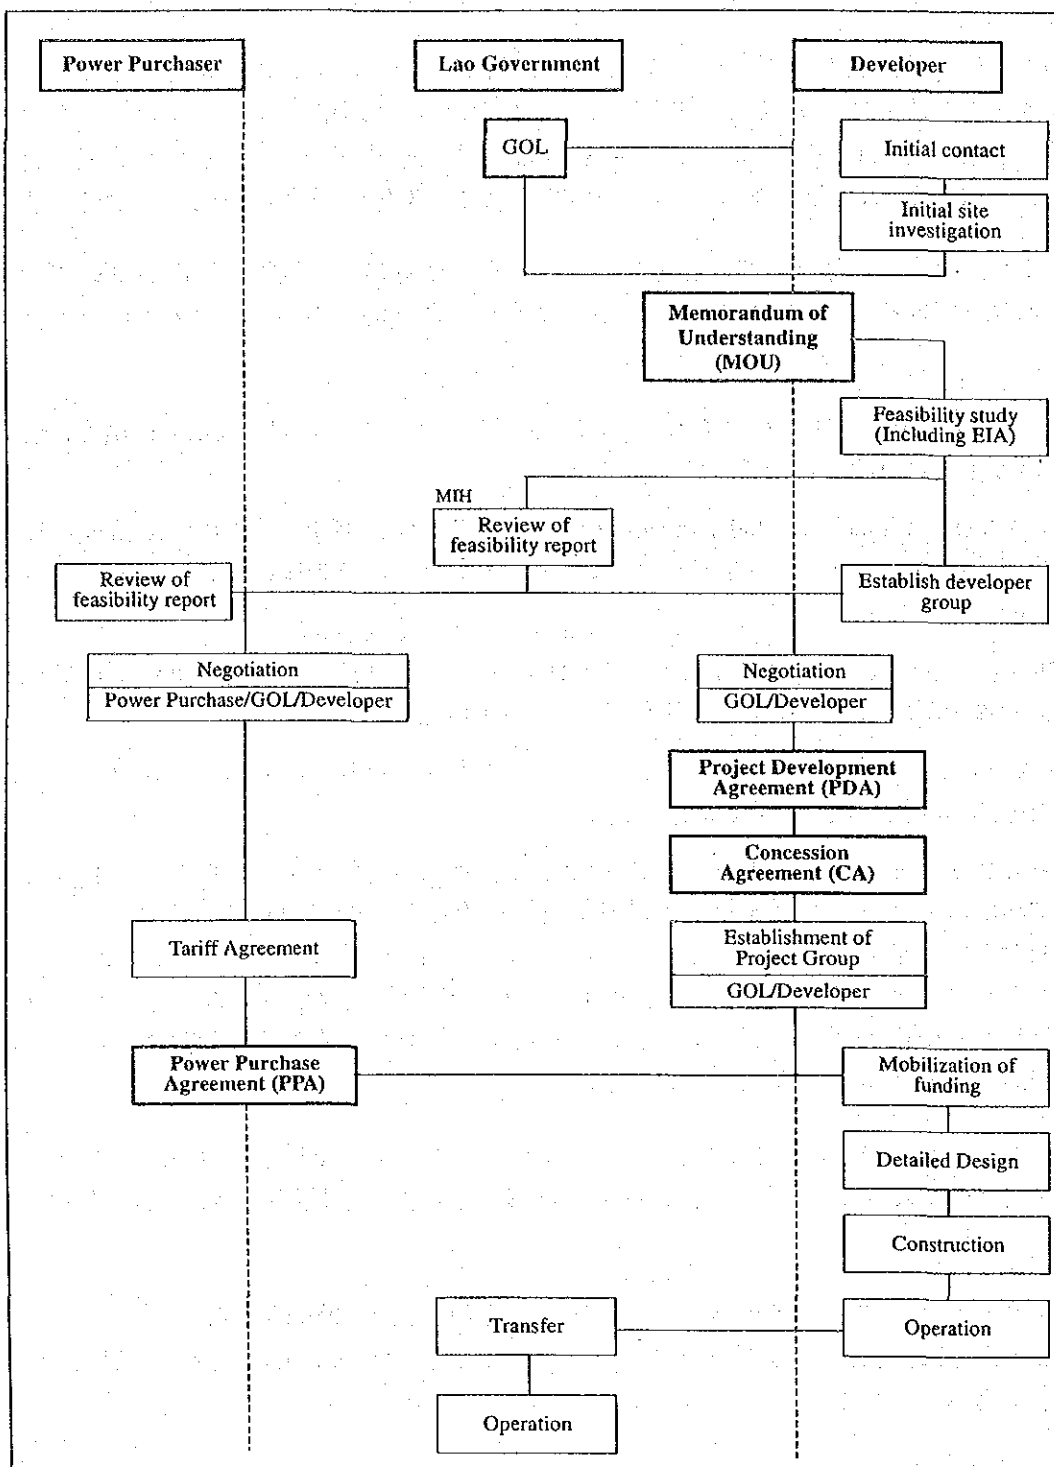 Power Purchaser
Lao Government
Developer
GOL
Initial contact
Initial site
investigation
Memorandum of
Understanding
(MOU)
Feasibility study
(Including EIA)
MIH
Review of
feasibility report
Review of
feasibility report
Establish developer
group
Negotiation
Power Purchase/GOL/Developer
Negotiation
GOL/Developer
Project Development
Agreement (PDA)
Concession
Agreement (CA)
Tariff Agreement
Establishment of
Project Group
GOL/Developer
Power Purchase
Agreement (PPA)
Mobilization of
funding
Detailed Design
Construction
Transfer
Operation
Operation